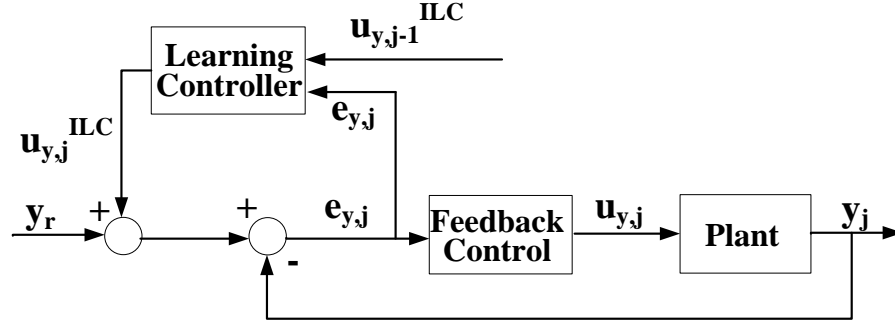 Learning
Controller
u_{y,j-1}^{ILC}
e_{y,j}
u_{y,j}^{ILC}
y_r
+
+
-
e_{y,j}
Feedback
Control
u_{y,j}
Plant
y_j